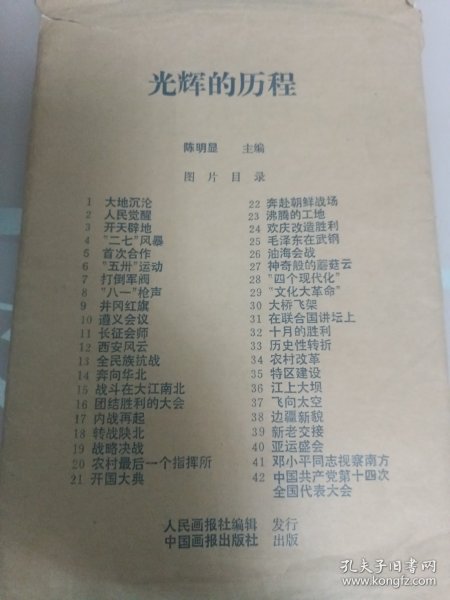 光辉的历程
陈明显 主编
图片目录
1 大地沉沦
2 人民觉醒
3 开天辟地
4 “二七”风暴
5 首次合作
6 “五卅”运动
7 打倒军阀
8 “八一”枪声
9 井冈红旗
10 遵义会议
11 长征会师
12 西安风云
13 全民族抗战
14 奔向华北
15 战斗在大江南北
16 团结胜利的大会
17 内战再起
18 转战陕北
19 战略决战
20 农村最后一个指挥所
21 开国大典
22 奔赴朝鲜战场
23 沸腾的工地
24 欢庆改造胜利
25 毛泽东在武钢
26 油海会战
27 神奇般的蘑菇云
28 “四个现代化”
29 “文化大革命”
30 大桥飞架
31 在联合国讲坛上
32 十月的胜利
33 历史性转折
34 农村改革
35 特区建设
36 江上大坝
37 飞向太空
38 边疆新貌
39 新老交接
40 亚运盛会
41 邓小平同志视察南方
42 中国共产党第十四次
全国代表大会
人民画报社编辑 发行
中国画报出版社 出版
孔夫子旧书网
www.kongfz.com